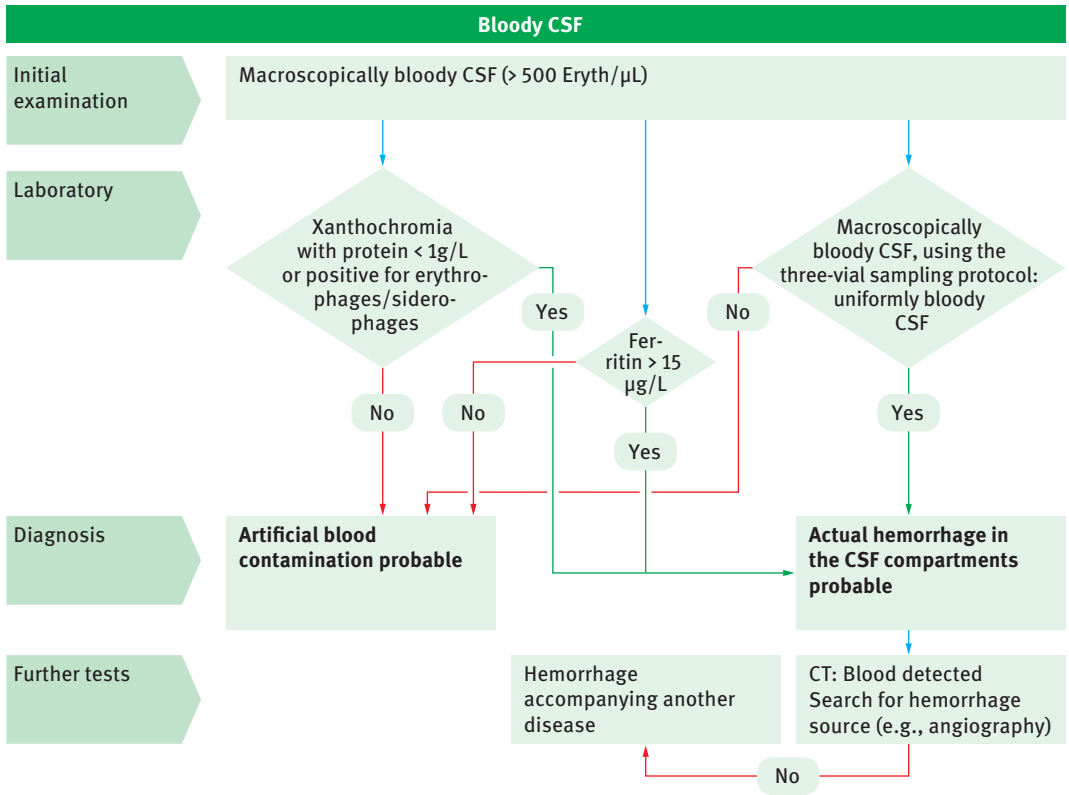 Bloody CSF
Initial
examination
Macroscopically bloody CSF (> 500 Eryth/µL)
Laboratory
Xanthochromia
with protein < 1g/L
or positive for erythro-
phages/sidero-
phages
Macroscopically
bloody CSF, using the
three-vial sampling protocol:
uniformly bloody
CSF
Yes
No
Fer-
ritin > 15
µg/L
No
No
Yes
Yes
Diagnosis
Artificial blood
contamination probable
Actual hemorrhage in
the CSF compartments
probable
Further tests
Hemorrhage
accompanying another
disease
CT: Blood detected
Search for hemorrhage
source (e.g., angiography)
No